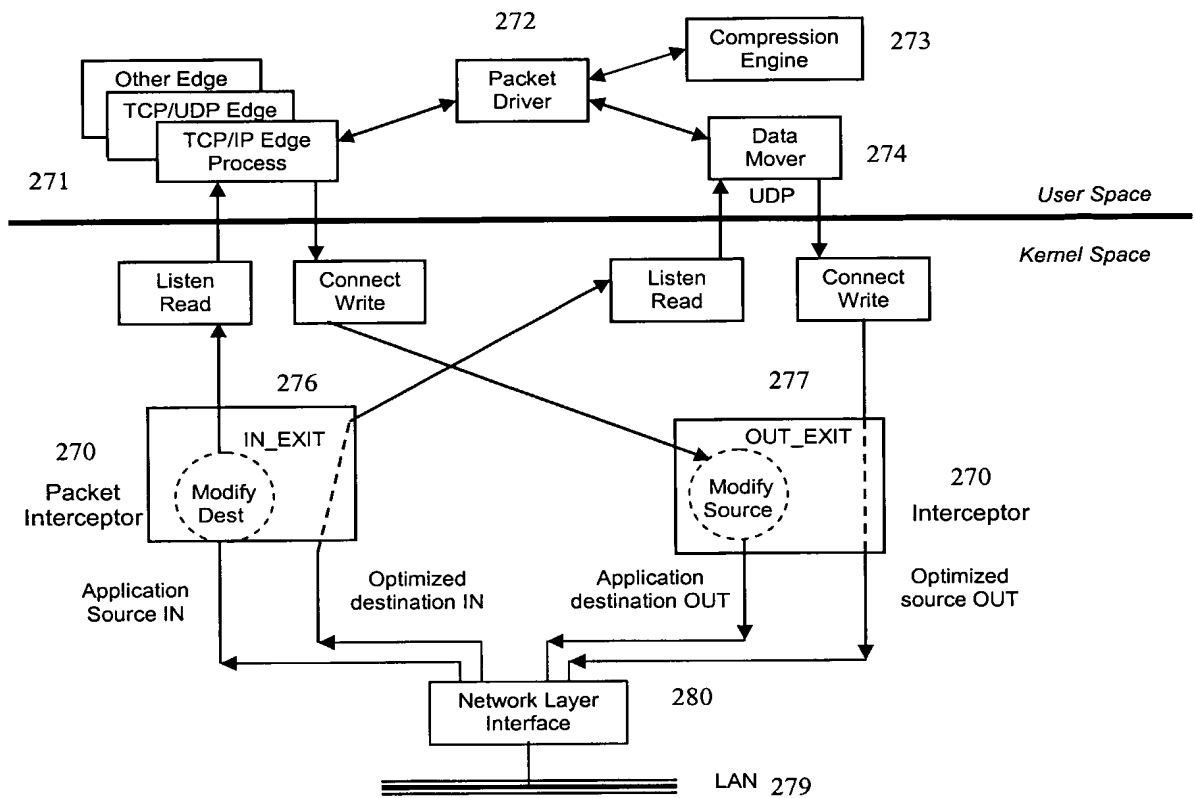 272
Compression
Engine
273
Other Edge
TCP/UDP Edge
TCP/IP Edge
Process
Packet
Driver
Data
Mover
274
271
UDP
User Space
Kernel Space
Listen
Read
Connect
Write
Listen
Read
Connect
Write
276
277
IN_EXIT
OUT_EXIT
270
Packet
Interceptor
Modify
Dest
Modify
Source
270
Interceptor
Application
Source IN
Optimized
destination IN
Application
destination OUT
Optimized
source OUT
Network Layer
Interface
280
LAN
279